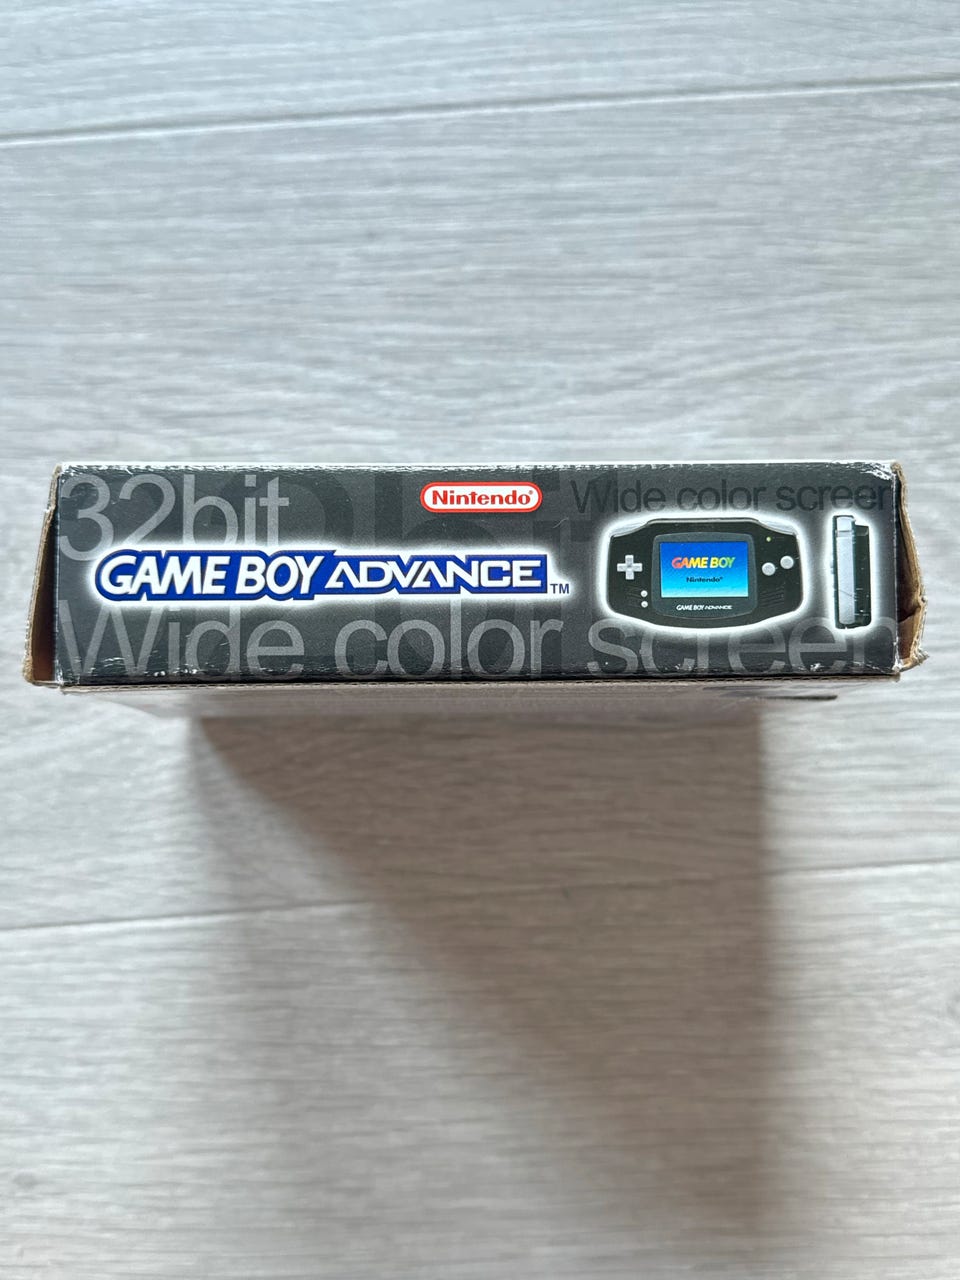 32bit
Nintendo®
Wide color screen
GAME BOY ADVANCE™
GAME BOY
Nintendo®
GAME BOY ADVANCE
Wide color screen